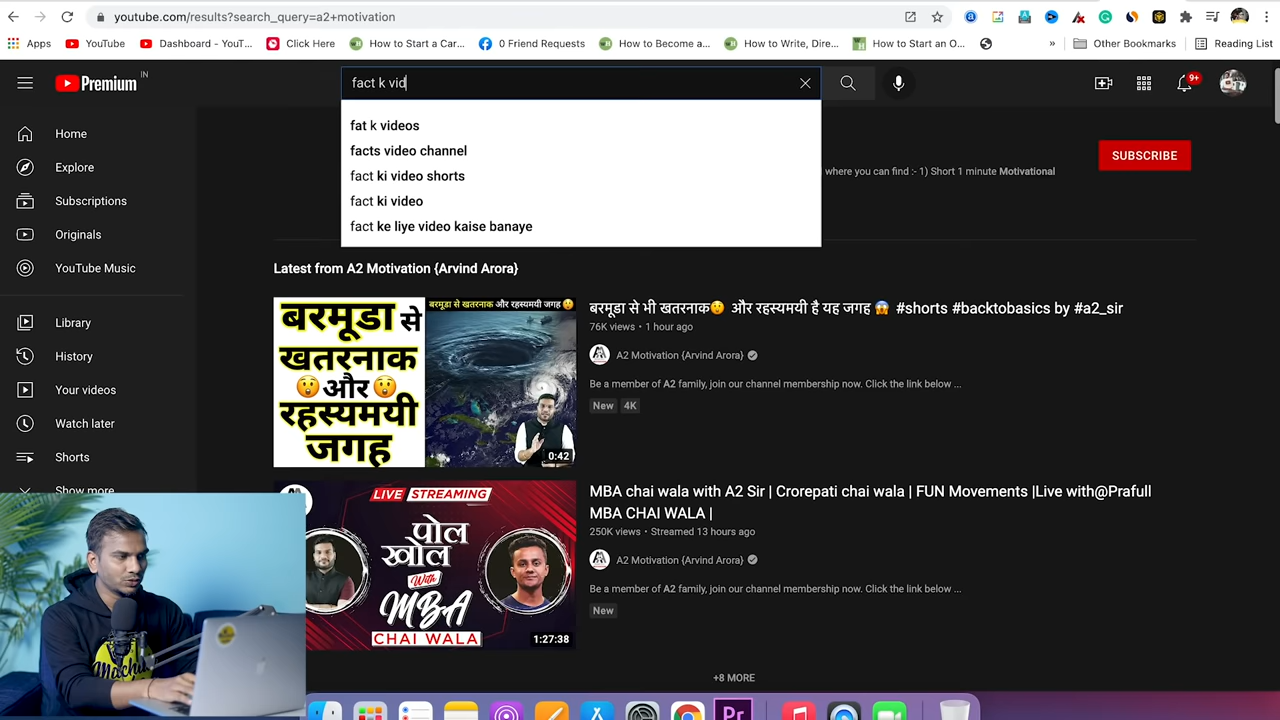 youtube.com/results?search_query=a2+motivation
Apps
YouTube
Dashboard - YouT...
Click Here
How to Start a Car...
0 Friend Requests
How to Become a...
How to Write, Dire...
How to Start an O...
»
Other Bookmarks
Reading List
Premium IN
fact k vid
9+
fat k videos
facts video channel
fact ki video shorts
fact ki video
fact ke liye video kaise banaye
Home
Explore
Subscriptions
Originals
YouTube Music
Library
History
Your videos
Watch later
Shorts
Show more
where you can find :- 1) Short 1 minute Motivational
SUBSCRIBE
Latest from A2 Motivation {Arvind Arora}
बरमूडा से
खतरनाक
और
रहस्यमयी
जगह
बरमूडा से खतरनाक और रहस्यमयी जगह
0:42
बरमूडा से भी खतरनाक😲 और रहस्यमयी है यह जगह 😱 #shorts #backtobasics by #a2_sir
76K views • 1 hour ago
A2 Motivation {Arvind Arora}
Be a member of A2 family, join our channel membership now. Click the link below ...
New 4K
LIVE STREAMING
पोल
खोल
With
MBA
CHAI WALA
1:27:38
MBA chai wala with A2 Sir | Crorepati chai wala | FUN Movements |Live with@Prafull
MBA CHAI WALA |
250K views • Streamed 13 hours ago
A2 Motivation {Arvind Arora}
Be a member of A2 family, join our channel membership now. Click the link below ...
New
+8 MORE
Pr